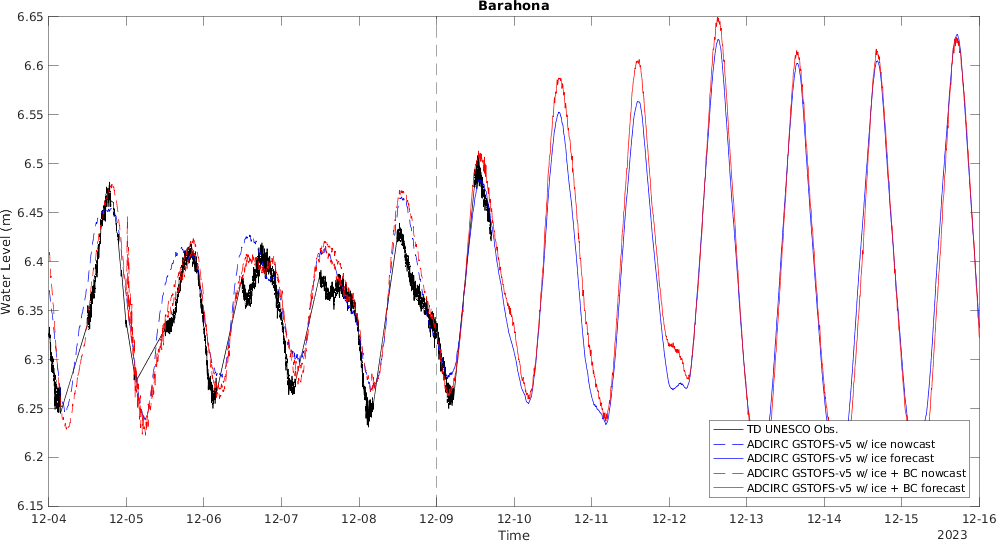 Barahona
6.65
6.6
6.55
6.5
6.45
6.4
6.35
6.3
6.25
6.2
6.15
Water Level (m)
TD UNESCO Obs.
ADCIRC GSTOFS-v5 w/ ice nowcast
ADCIRC GSTOFS-v5 w/ ice forecast
ADCIRC GSTOFS-v5 w/ ice + BC nowcast
ADCIRC GSTOFS-v5 w/ ice + BC forecast
12-04 12-05 12-06 12-07 12-08 12-09 12-10 12-11 12-12 12-13 12-14 12-15 12-16
Time
2023